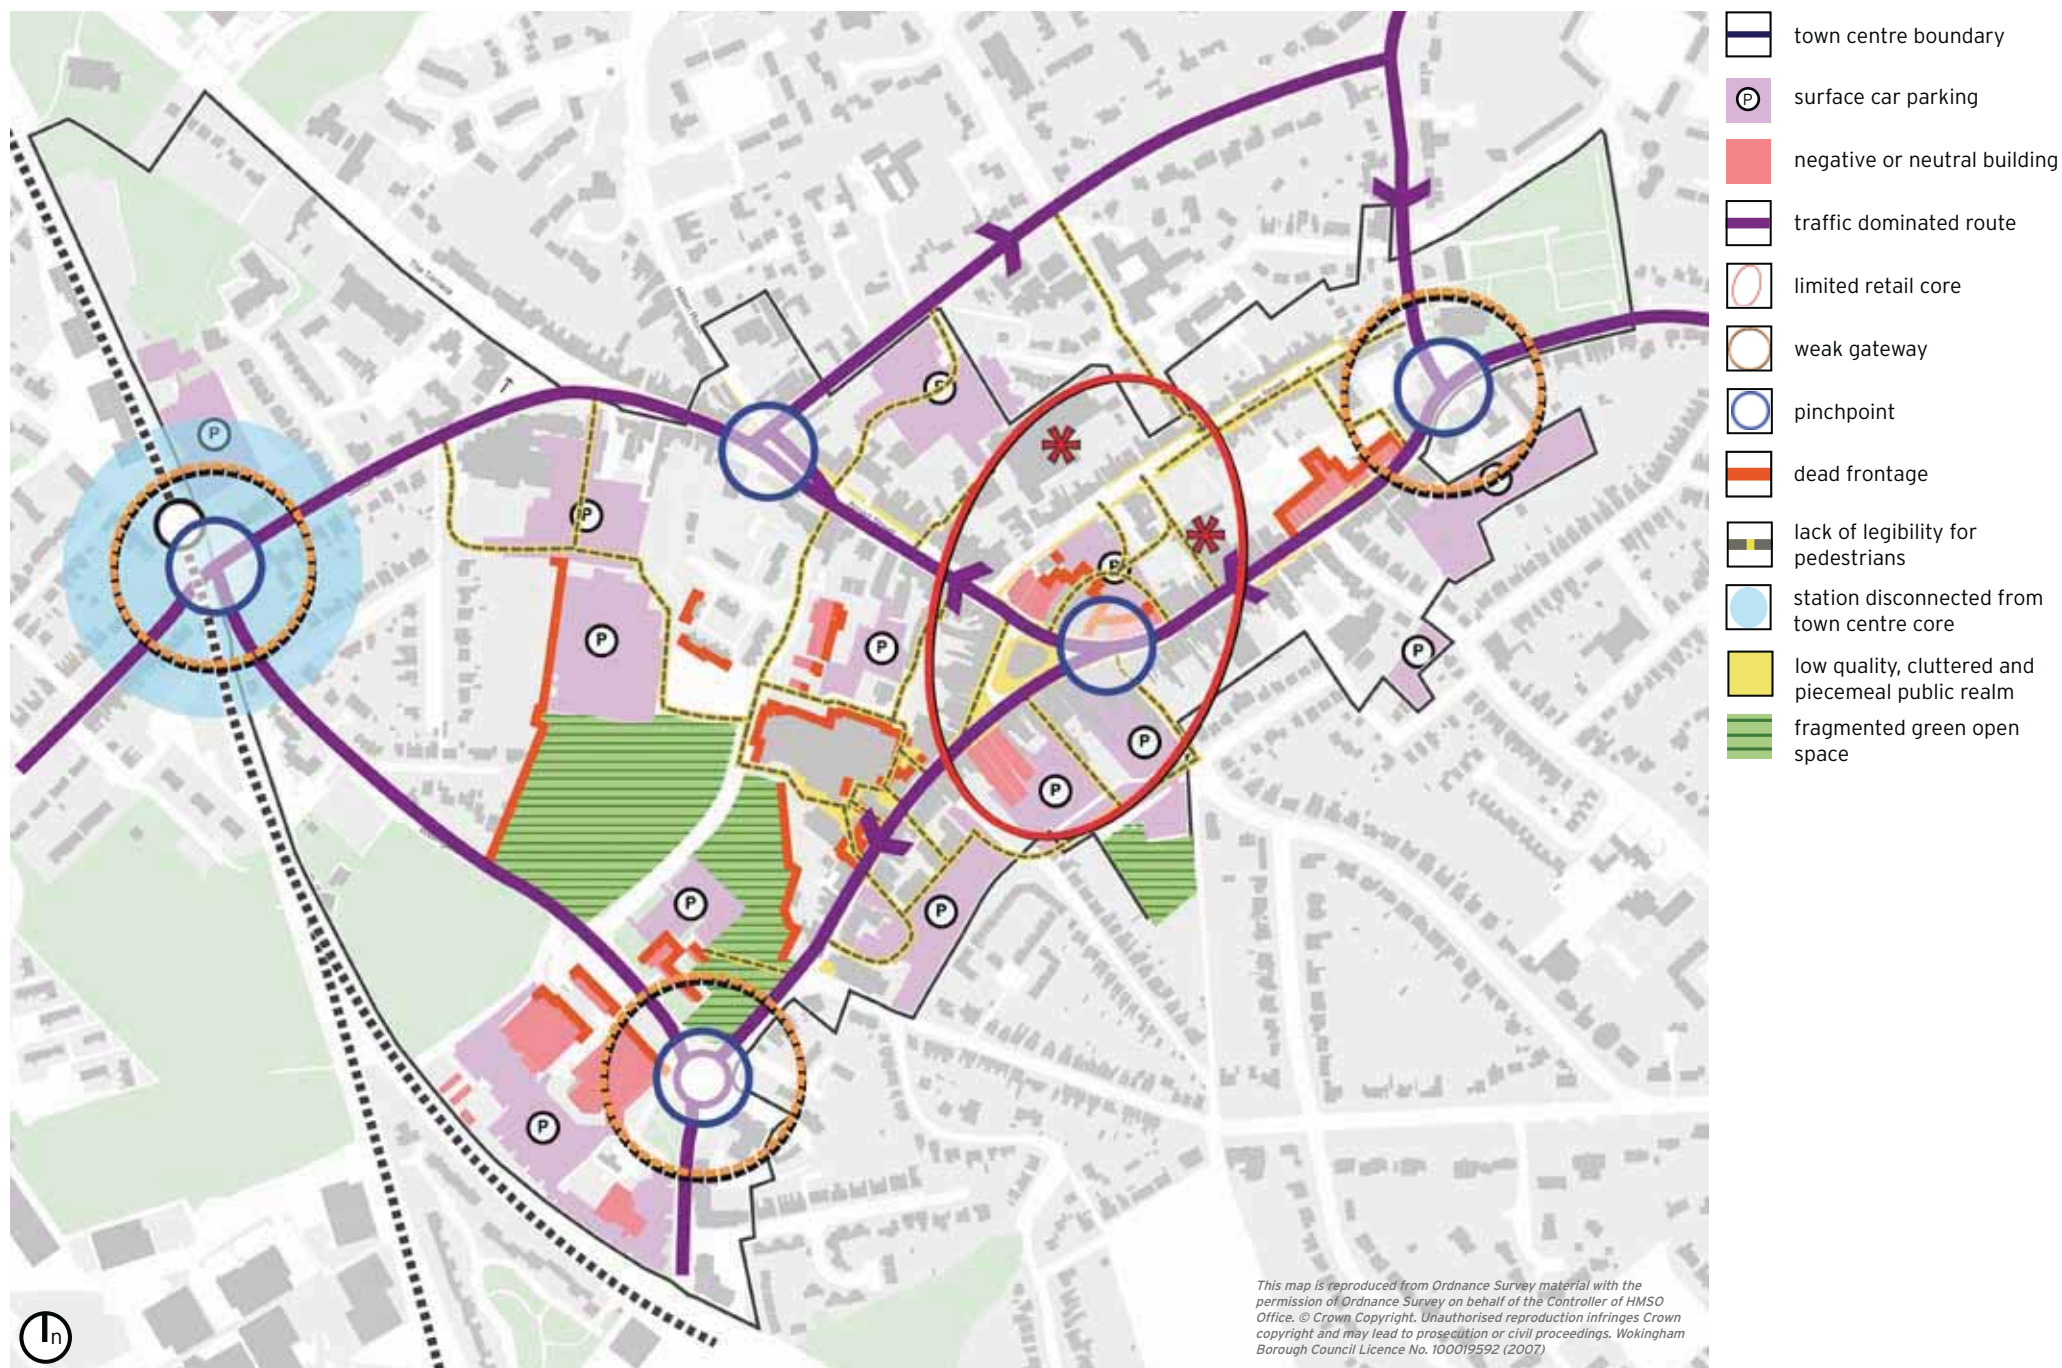 town centre boundary
P
surface car parking
negative or neutral building
traffic dominated route
limited retail core
weak gateway
pinchpoint
dead frontage
lack of legibility for
pedestrians
station disconnected from
town centre core
low quality, cluttered and
piecemeal public realm
fragmented green open
space
The Terrace
P
P
P
P
P
P
P
P
P
P
P
P
P
P
n
This map is reproduced from Ordnance Survey material with the
permission of Ordnance Survey on behalf of the Controller of HMSO
Office. © Crown Copyright. Unauthorised reproduction infringes Crown
copyright and may lead to prosecution or civil proceedings. Wokingham
Borough Council Licence No. 100019592 (2007)